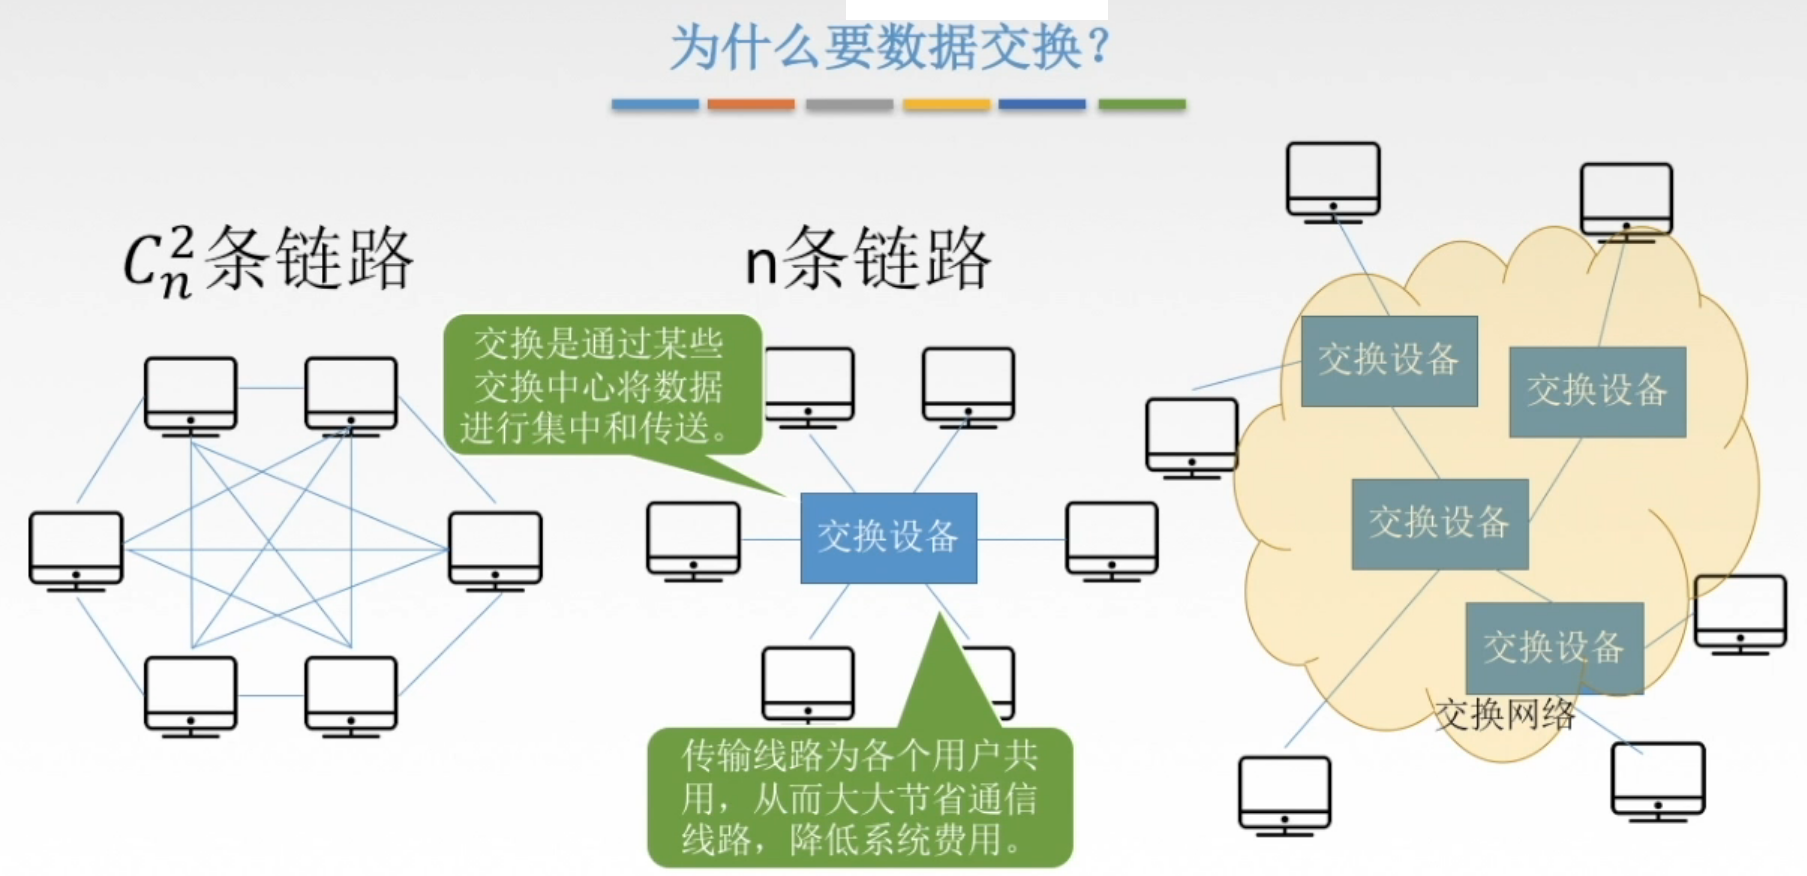 为什么要数据交换?
C_n^2条链路
n条链路
交换是通过某些
交换中心将数据
进行集中和传送。
交换设备
传输线路为各个用户共
用，从而大大节省通信
线路，降低系统费用。
交换设备
交换设备
交换设备
交换设备
交换网络